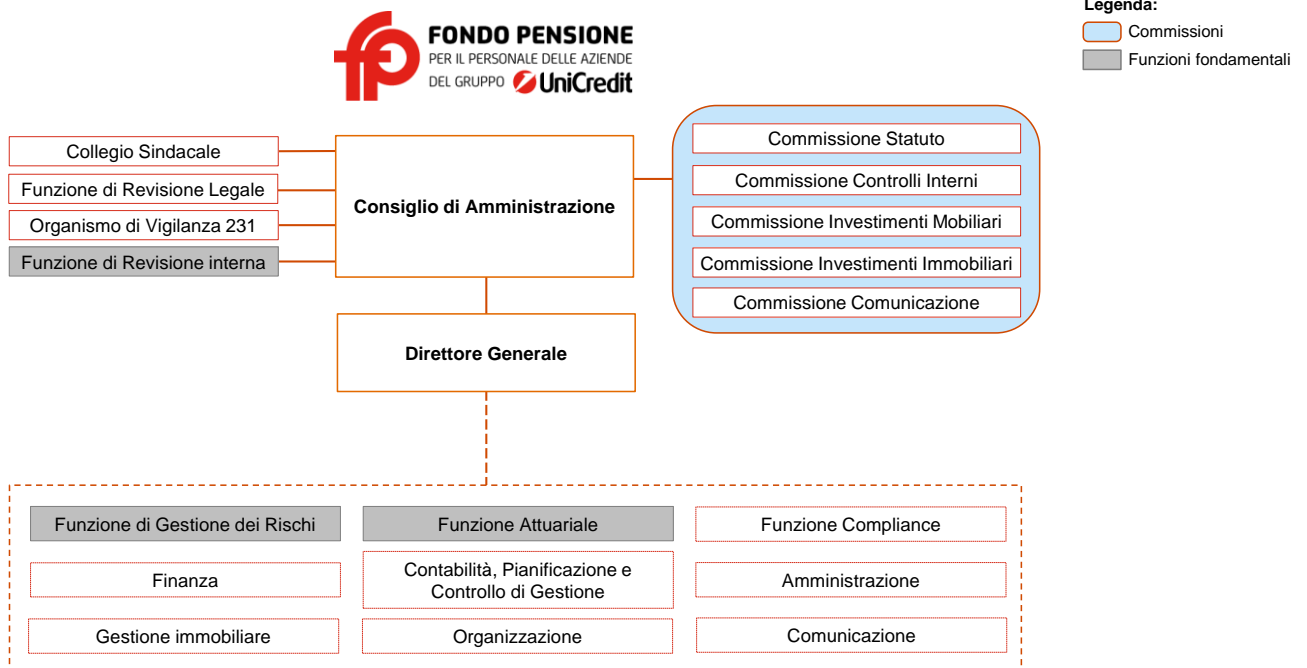 Legenda:
Commissioni
Funzioni fondamentali
fp
FONDO PENSIONE
PER IL PERSONALE DELLE AZIENDE
DEL GRUPPO UniCredit
Collegio Sindacale
Funzione di Revisione Legale
Organismo di Vigilanza 231
Funzione di Revisione interna
Consiglio di Amministrazione
Commissione Statuto
Commissione Controlli Interni
Commissione Investimenti Mobiliari
Commissione Investimenti Immobiliari
Commissione Comunicazione
Direttore Generale
Funzione di Gestione dei Rischi
Funzione Attuariale
Funzione Compliance
Finanza
Contabilità, Pianificazione e
Controllo di Gestione
Amministrazione
Gestione immobiliare
Organizzazione
Comunicazione